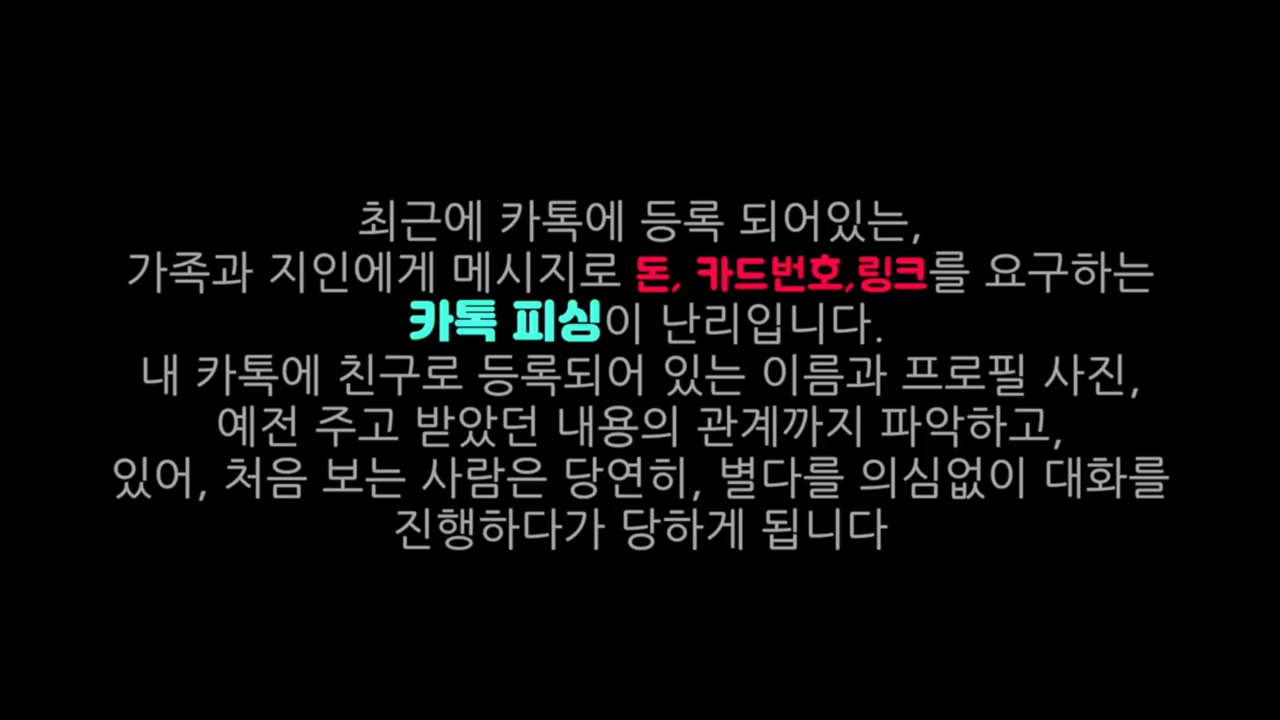 최근에 카톡에 등록 되어있는,
가족과 지인에게 메시지로 돈, 카드번호,링크를 요구하는
카톡 피싱이 난리입니다.
내 카톡에 친구로 등록되어 있는 이름과 프로필 사진,
예전 주고 받았던 내용의 관계까지 파악하고,
있어, 처음 보는 사람은 당연히, 별다를 의심없이 대화를
진행하다가 당하게 됩니다